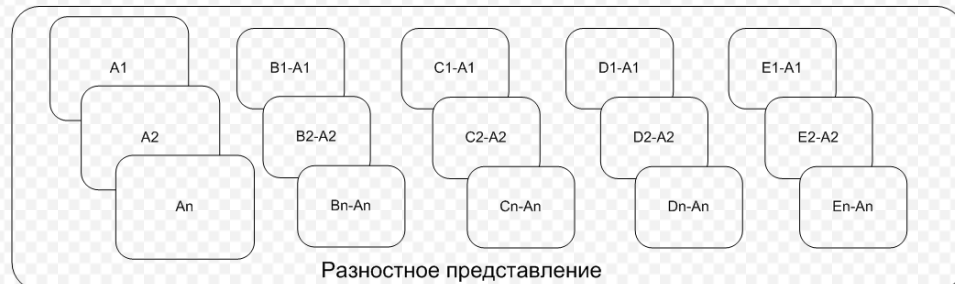 A1 B1-A1 C1-A1 D1-A1 E1-A1
A2 B2-A2 C2-A2 D2-A2 E2-A2
An Bn-An Cn-An Dn-An En-An
Разностное представление